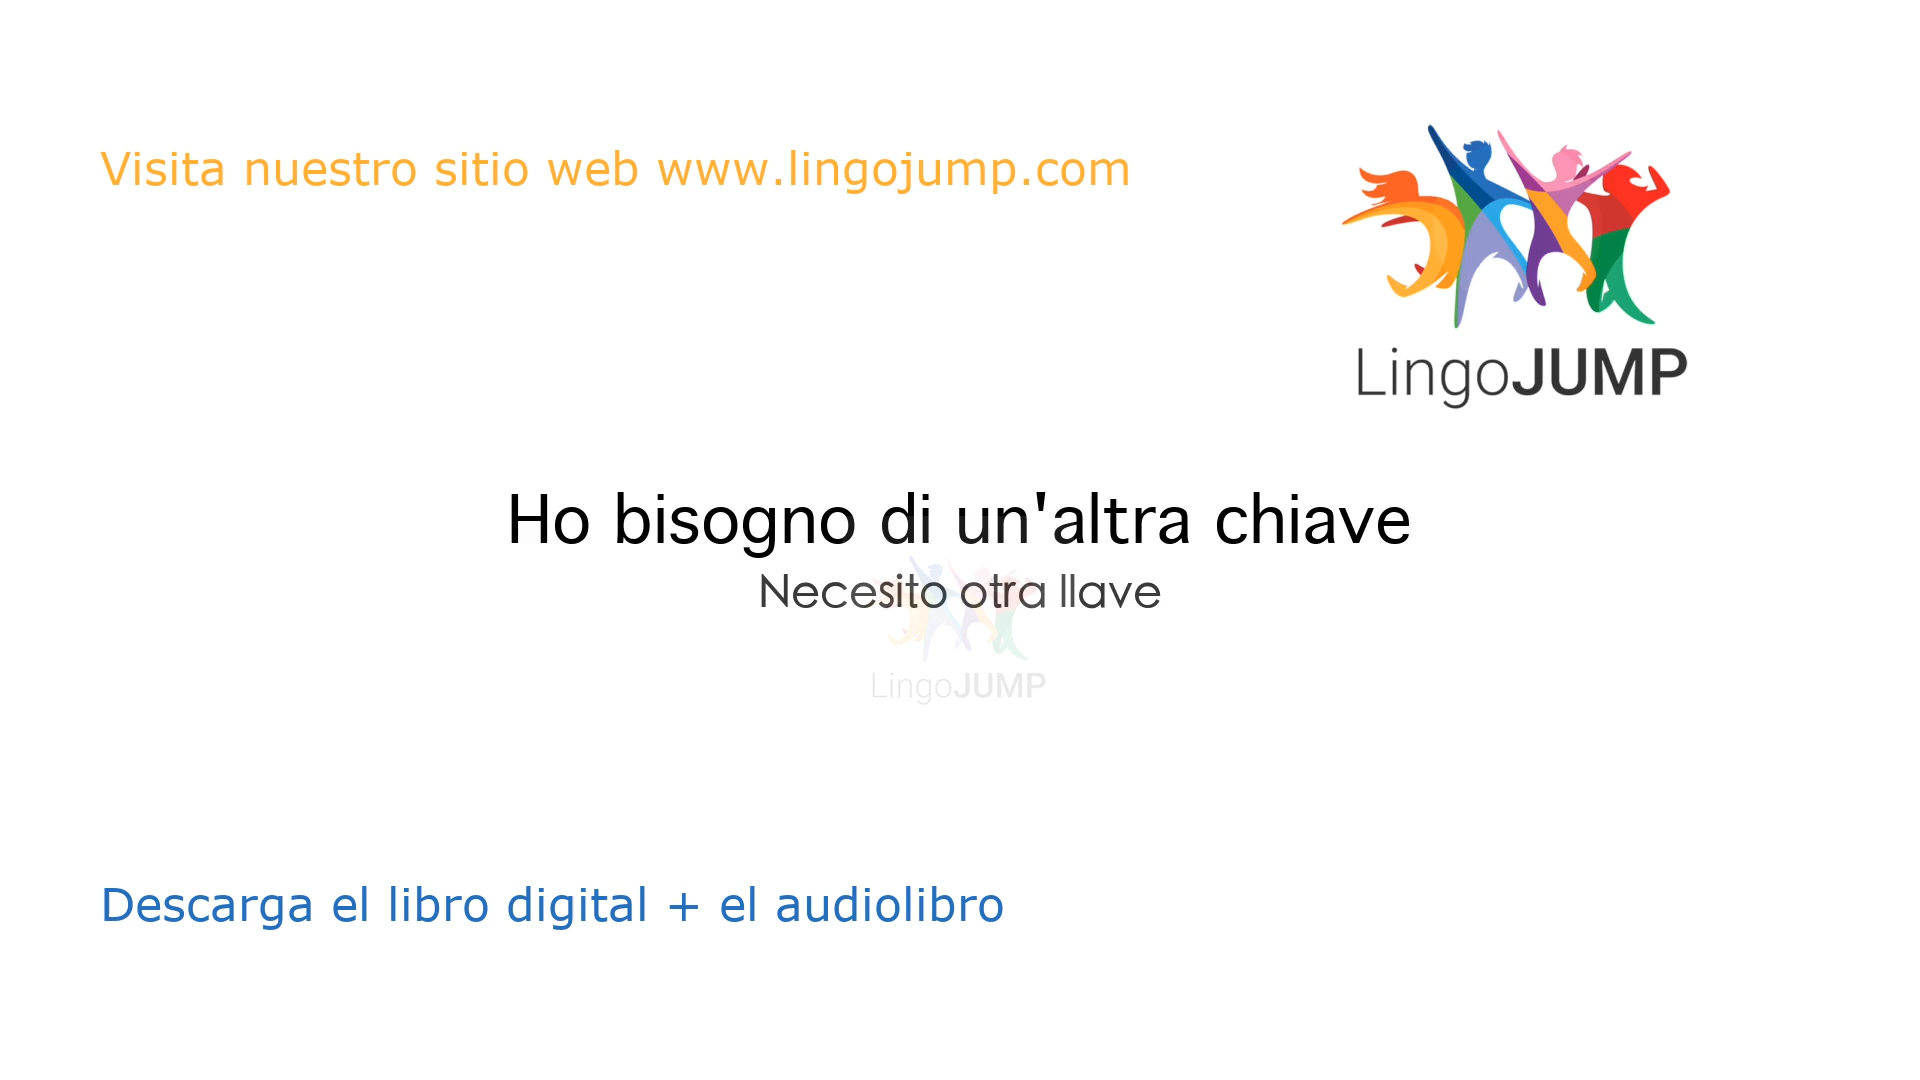 Visita nuestro sitio web www.lingojump.com
LingoJUMP
Ho bisogno di un'altra chiave
Necesito otra llave
LingoJUMP
Descarga el libro digital + el audiolibro